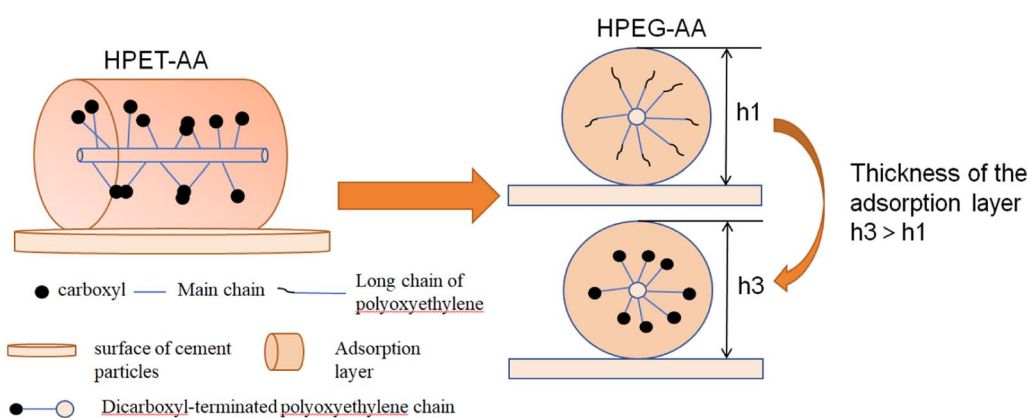 HPET-AA
HPEG-AA
h1
h3
Thickness of the
adsorption layer
h3 > h1
carboxyl
Main chain
Long chain of
polyoxyethylene
surface of cement
particles
Adsorption
layer
Dicarboxyl-terminated polyoxyethylene chain